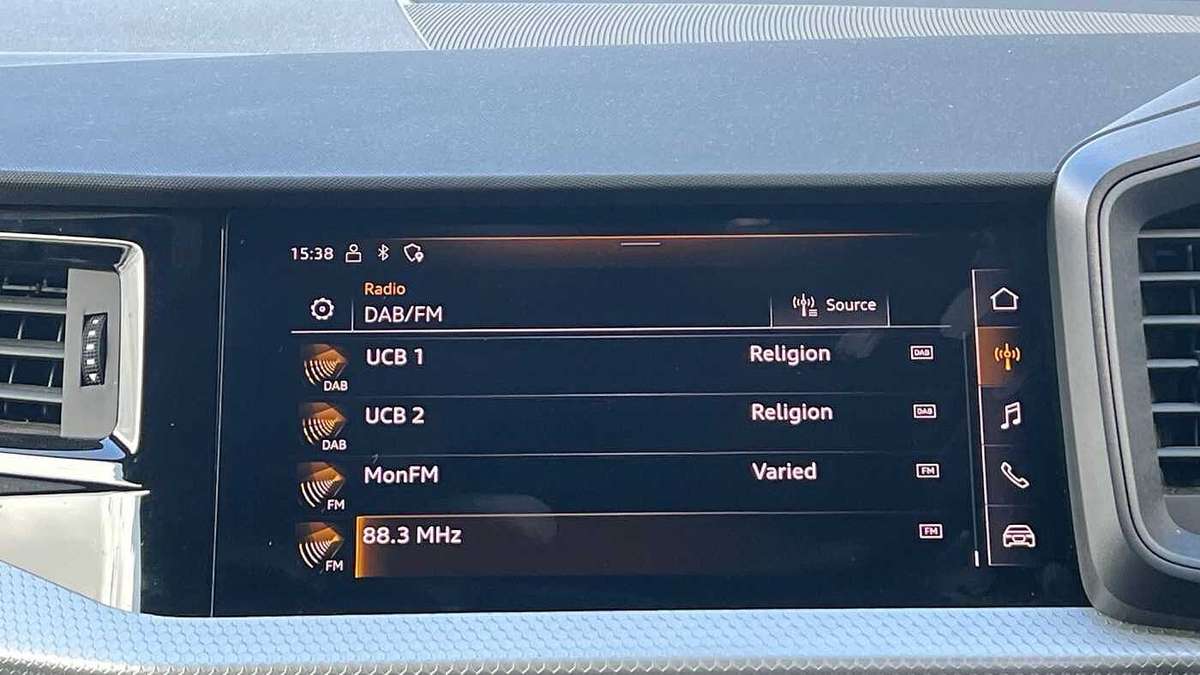 15:38
Radio
DAB/FM
Source
UCB 1 Religion DAB
DAB
UCB 2 Religion DAB
DAB
MonFM Varied FM
FM
88.3 MHz FM
FM